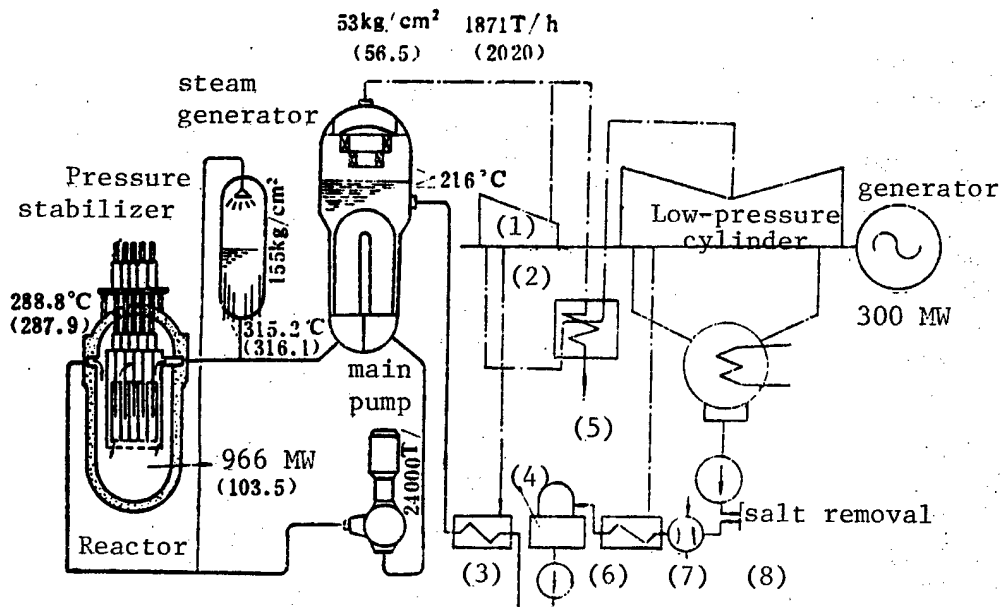 53kg/cm² 1871T/h
(56.5) (2020)
steam
generator
216°C
Pressure
stabilizer
155kg/cm²
288.8°C
(287.9)
315.2°C
(316.1)
main
pump
24000T/
966 MW
(103.5)
Reactor
(1)
(2)
Low-pressure
cylinder
generator
300 MW
(5)
(4)
salt removal
(3)
(6)
(7)
(8)